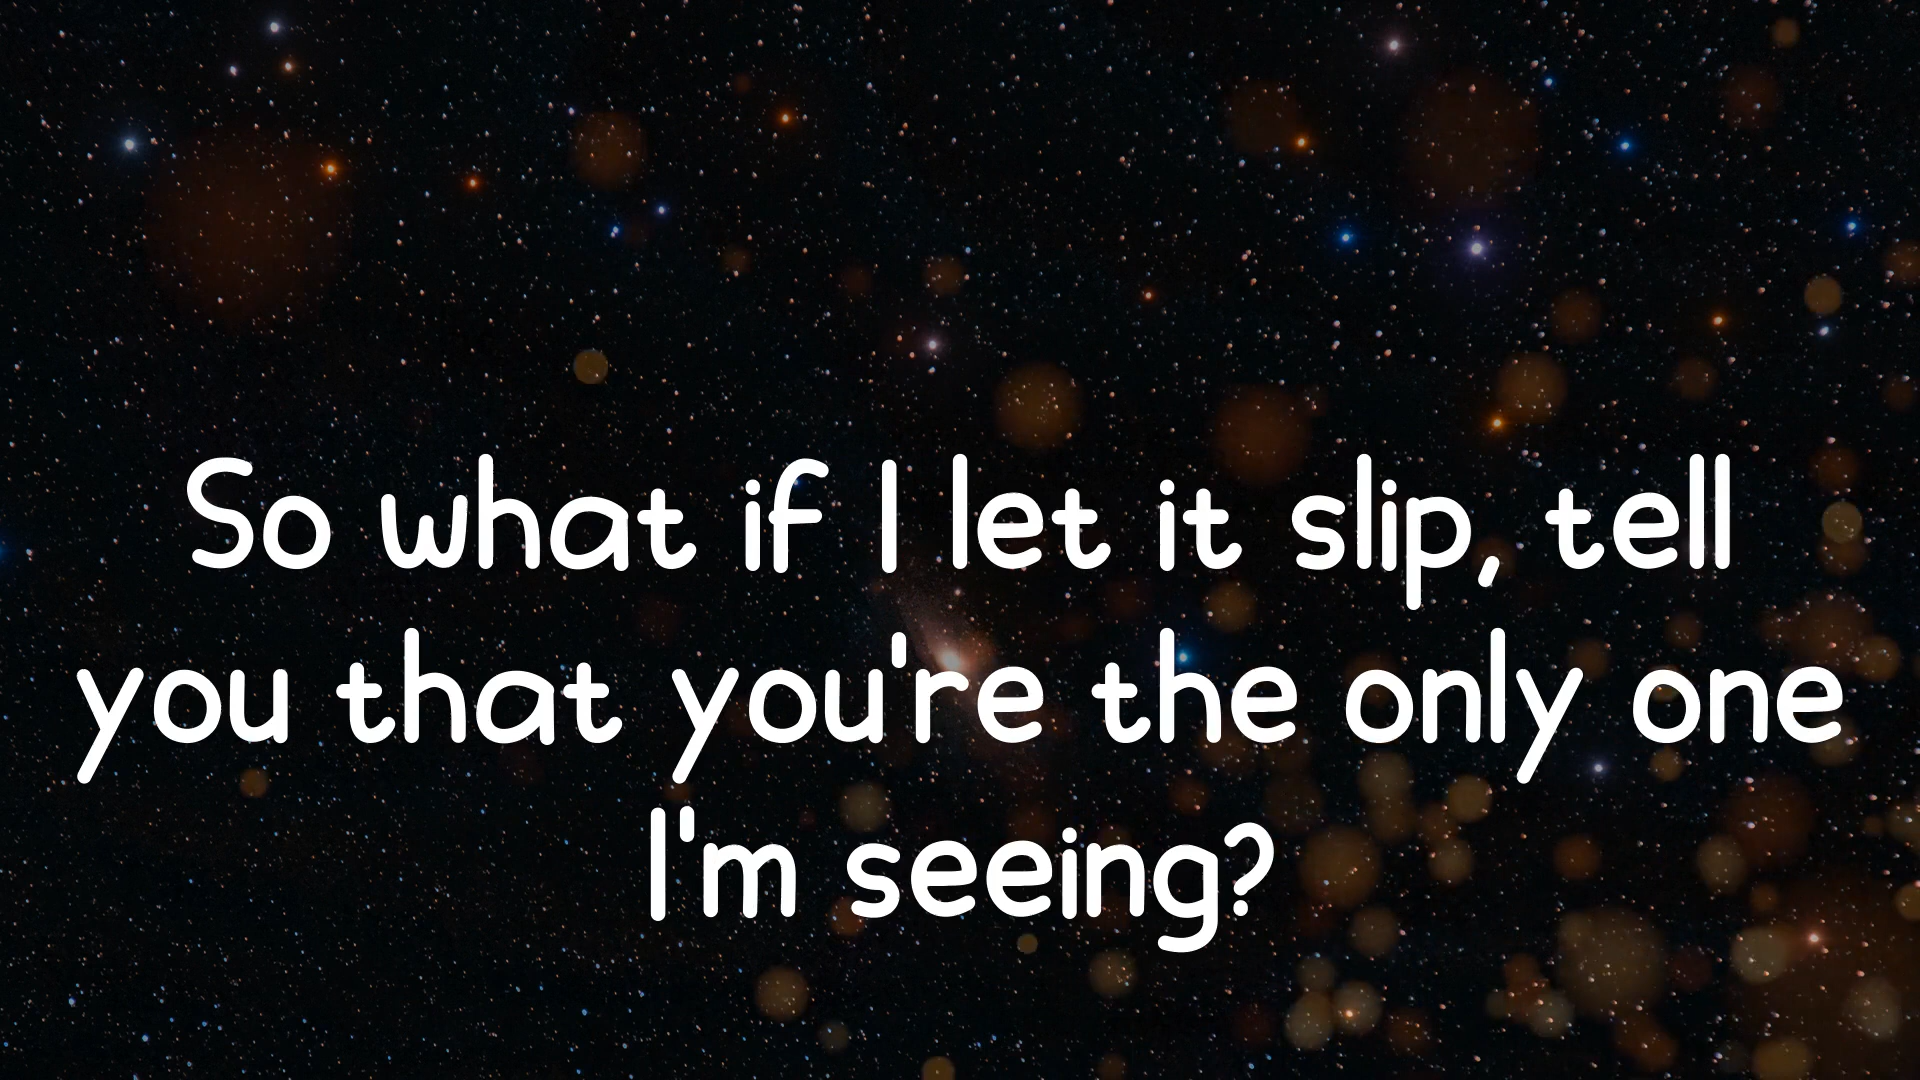 So what if I let it slip, tell
you that you're the only one
I'm seeing?